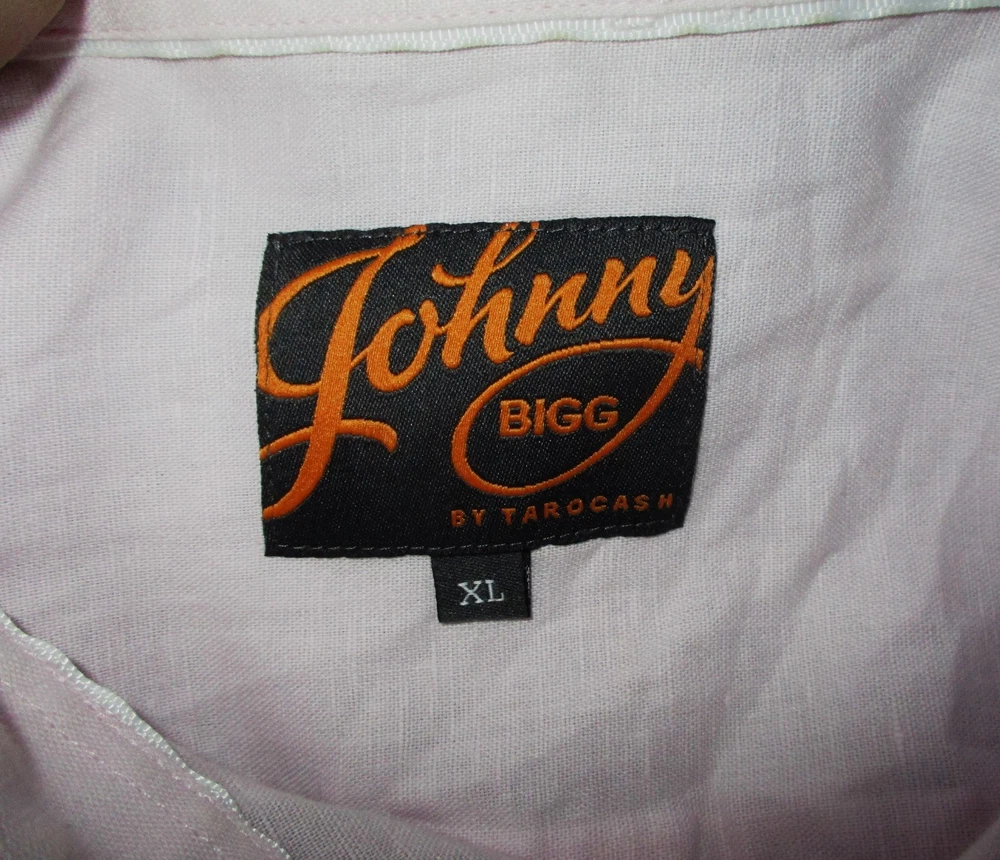 Johnny
BIGG
BY TAROCASH
XL